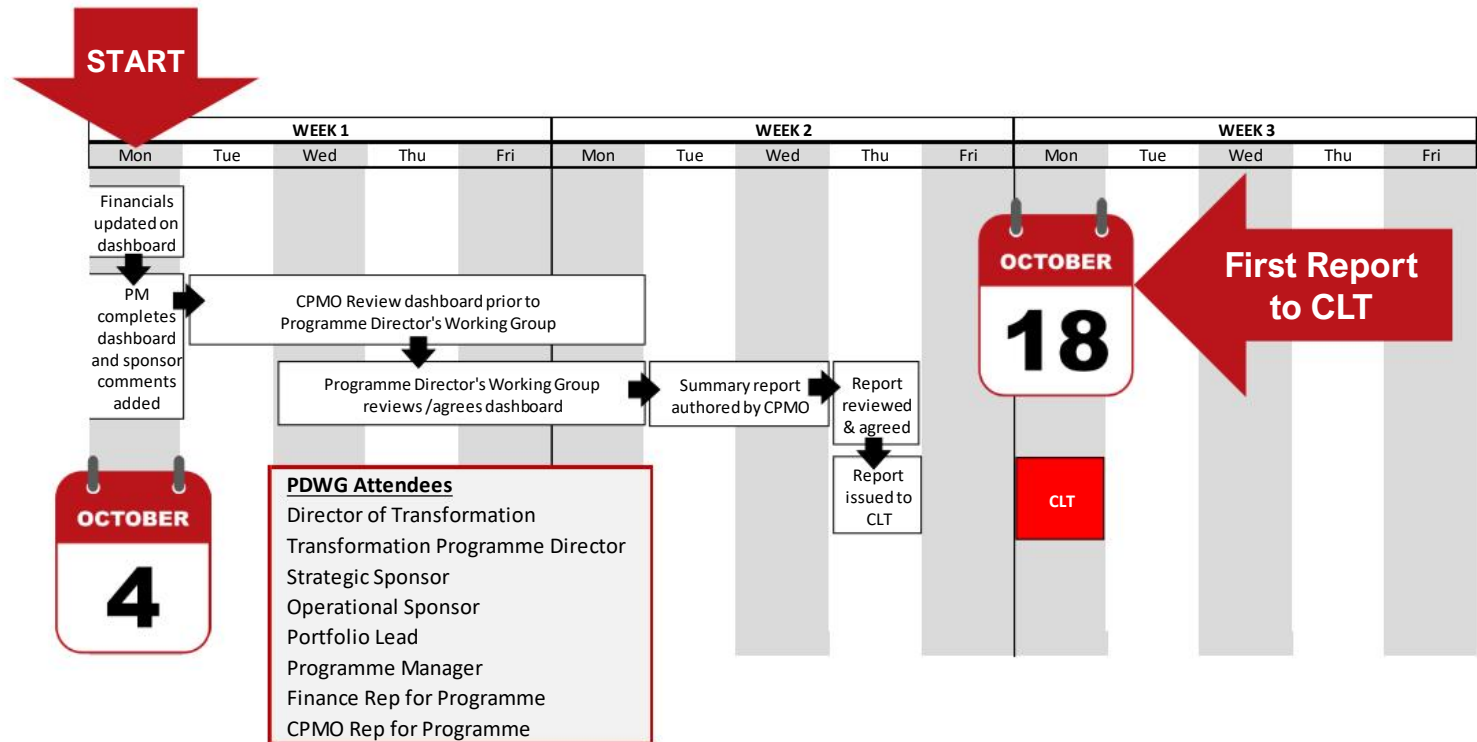 START
WEEK 1
WEEK 2
WEEK 3
Mon Tue Wed Thu Fri Mon Tue Wed Thu Fri Mon Tue Wed Thu Fri
Financials
updated on
dashboard
PM
completes
dashboard
and sponsor
comments
added
CPMO Review dashboard prior to
Programme Director's Working Group
Programme Director's Working Group
reviews /agrees dashboard
Summary report
authored by CPMO
Report
reviewed
& agreed
Report
issued to
CLT
OCTOBER
18
First Report
to CLT
CLT
OCTOBER
4
PDWG Attendees
Director of Transformation
Transformation Programme Director
Strategic Sponsor
Operational Sponsor
Portfolio Lead
Programme Manager
Finance Rep for Programme
CPMO Rep for Programme